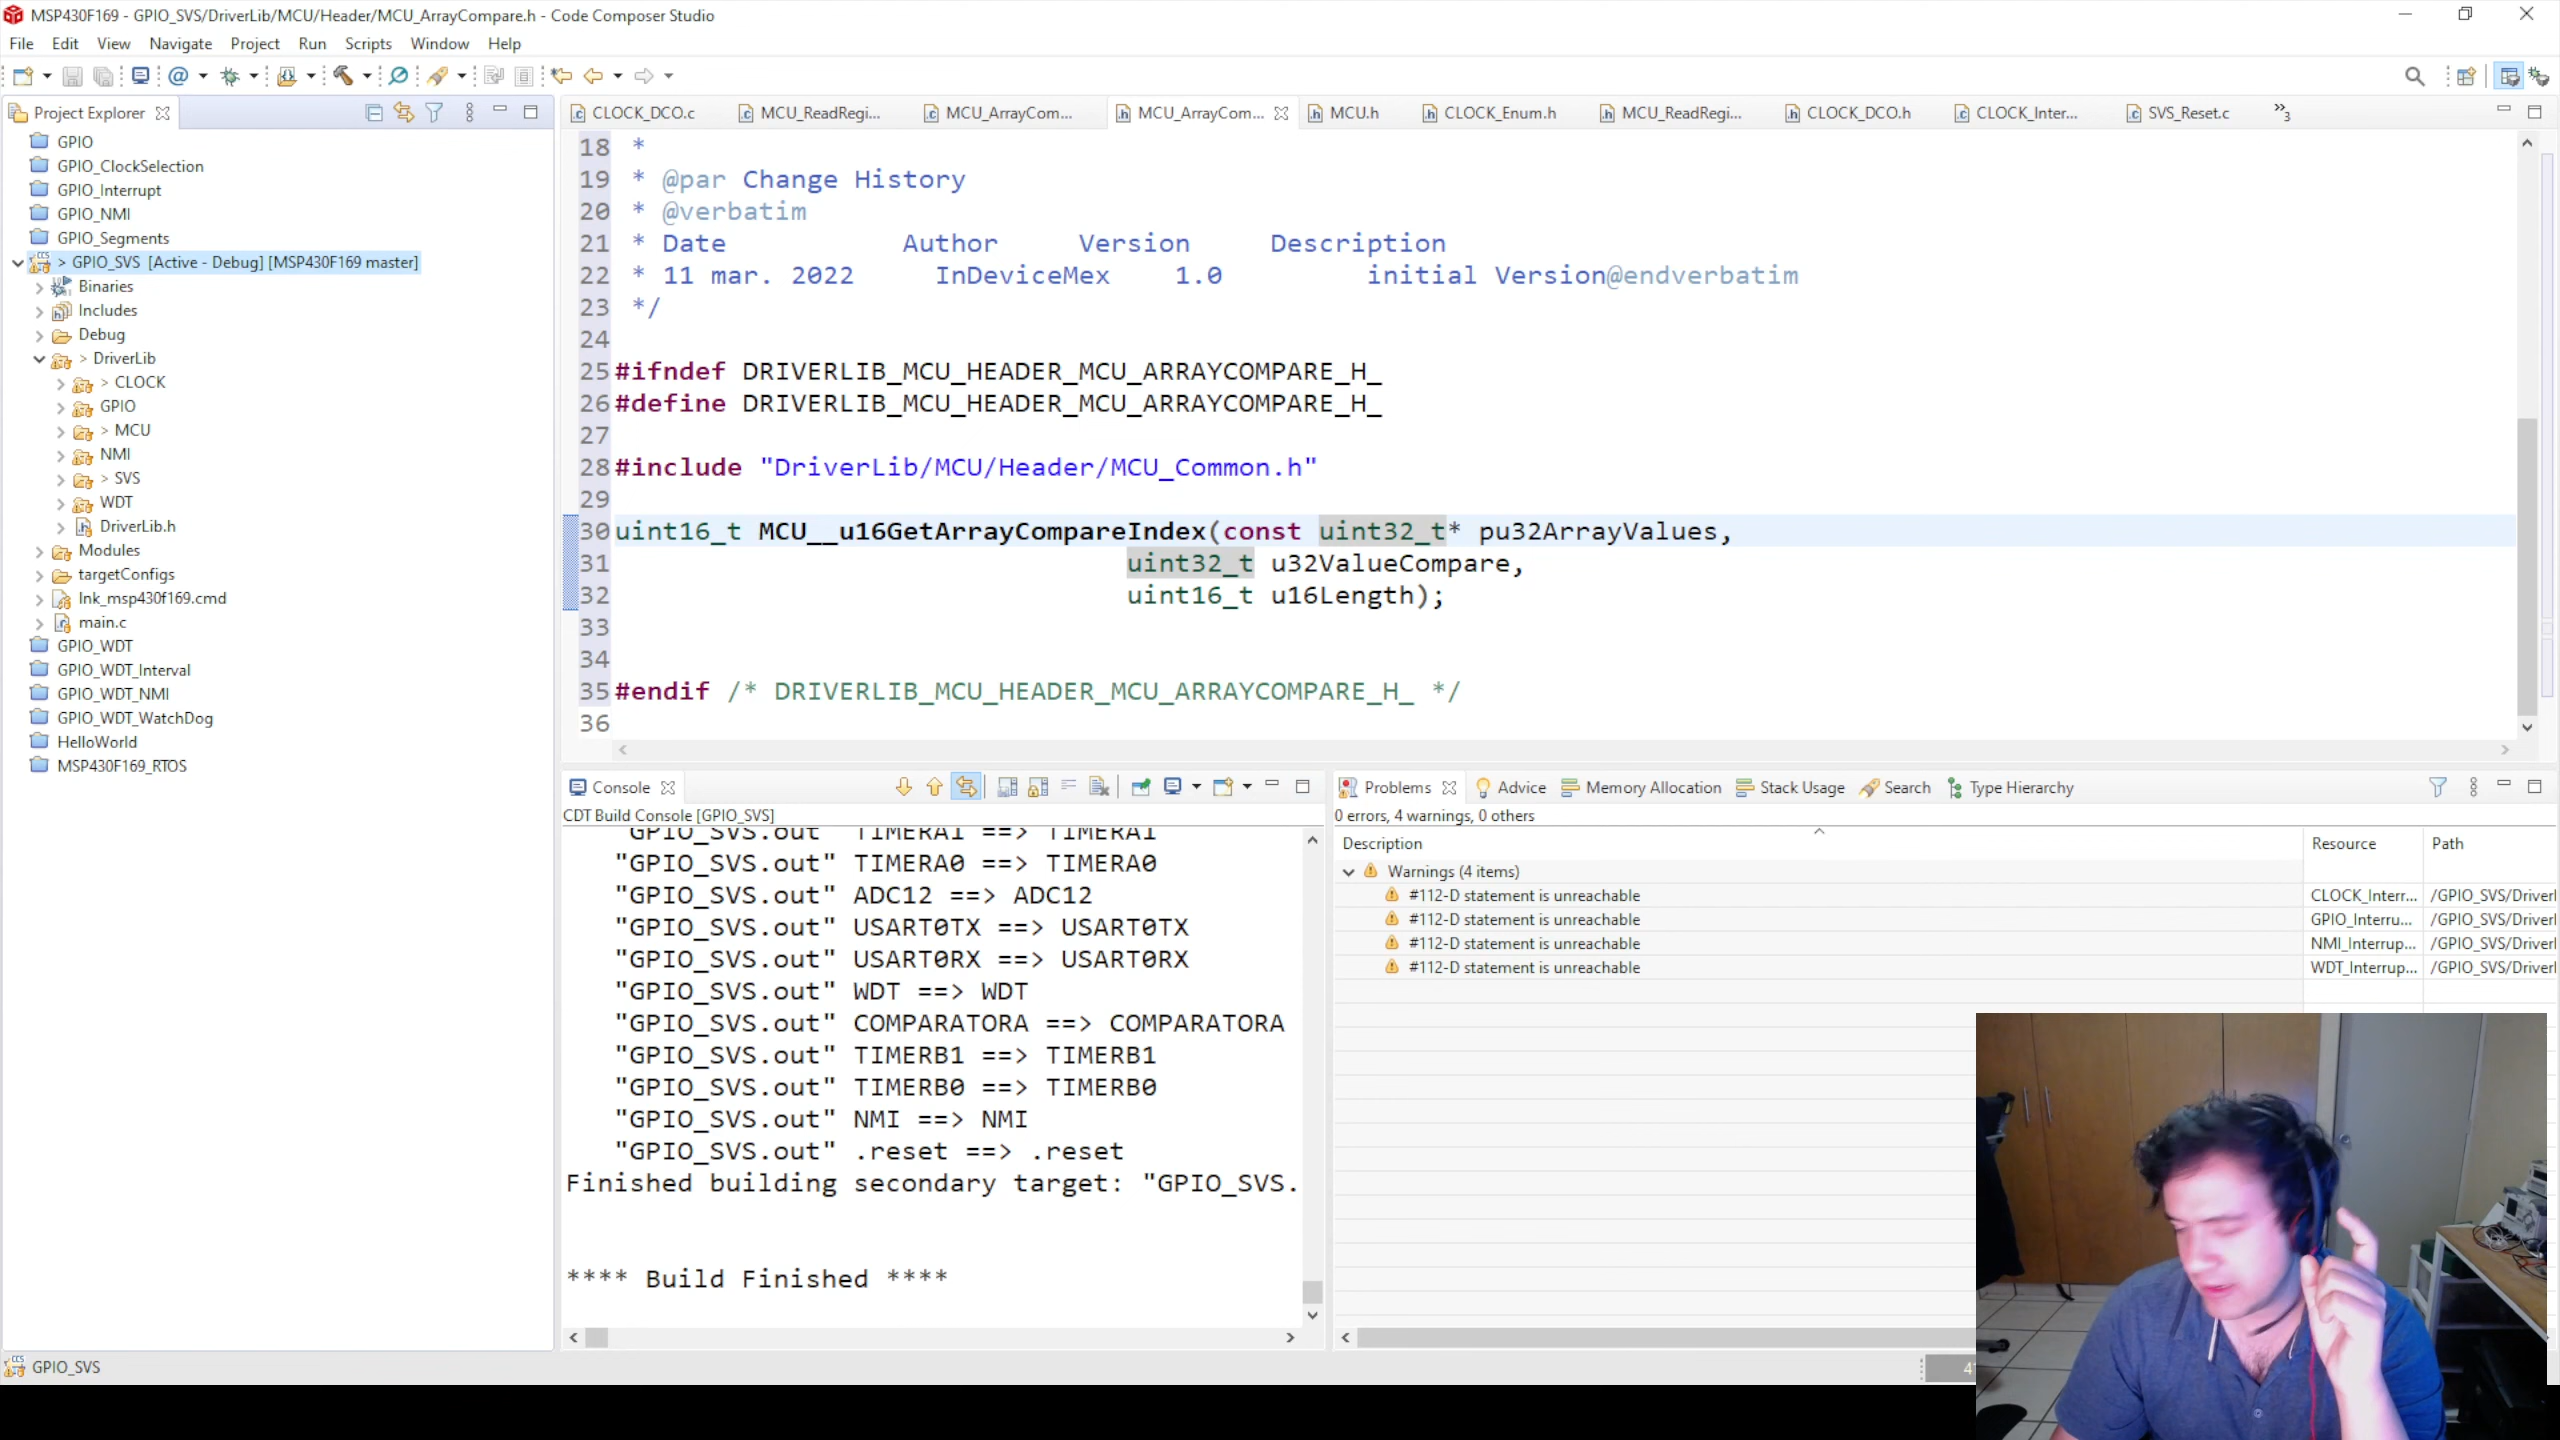 MSP430F169 - GPIO_SVS/DriverLib/MCU/Header/MCU_ArrayCompare.h - Code Composer Studio
File Edit View Navigate Project Run Scripts Window Help
Project Explorer
GPIO
GPIO_ClockSelection
GPIO_Interrupt
GPIO_NMI
GPIO_Segments
> GPIO_SVS [Active - Debug] [MSP430F169 master]
Binaries
Includes
Debug
> DriverLib
> CLOCK
GPIO
> MCU
NMI
> SVS
WDT
DriverLib.h
Modules
targetConfigs
lnk_msp430f169.cmd
main.c
GPIO_WDT
GPIO_WDT_Interval
GPIO_WDT_NMI
GPIO_WDT_WatchDog
HelloWorld
MSP430F169_RTOS
CLOCK_DCO.c MCU_ReadRegi... MCU_ArrayCom... MCU_ArrayCom... MCU.h CLOCK_Enum.h MCU_ReadRegi... CLOCK_DCO.h CLOCK_Inter... SVS_Reset.c »3
18 *
19 * @par Change History
20 * @verbatim
21 * Date Author Version Description
22 * 11 mar. 2022 InDeviceMex 1.0 initial Version@endverbatim
23 */
24
25 #ifndef DRIVERLIB_MCU_HEADER_MCU_ARRAYCOMPARE_H_
26 #define DRIVERLIB_MCU_HEADER_MCU_ARRAYCOMPARE_H_
27
28 #include "DriverLib/MCU/Header/MCU_Common.h"
29
30 uint16_t MCU__u16GetArrayCompareIndex(const uint32_t* pu32ArrayValues,
31 uint32_t u32ValueCompare,
32 uint16_t u16Length);
33
34
35 #endif /* DRIVERLIB_MCU_HEADER_MCU_ARRAYCOMPARE_H_ */
36
Console
CDT Build Console [GPIO_SVS]
"GPIO_SVS.out" TIMERA1 ==> TIMERA1
"GPIO_SVS.out" TIMERA0 ==> TIMERA0
"GPIO_SVS.out" ADC12 ==> ADC12
"GPIO_SVS.out" USART0TX ==> USART0TX
"GPIO_SVS.out" USART0RX ==> USART0RX
"GPIO_SVS.out" WDT ==> WDT
"GPIO_SVS.out" COMPARATORA ==> COMPARATORA
"GPIO_SVS.out" TIMERB1 ==> TIMERB1
"GPIO_SVS.out" TIMERB0 ==> TIMERB0
"GPIO_SVS.out" NMI ==> NMI
"GPIO_SVS.out" .reset ==> .reset
Finished building secondary target: "GPIO_SVS.
**** Build Finished ****
Problems Advice Memory Allocation Stack Usage Search Type Hierarchy
0 errors, 4 warnings, 0 others
Description Resource Path
Warnings (4 items)
#112-D statement is unreachable CLOCK_Interr... /GPIO_SVS/Driverl
#112-D statement is unreachable GPIO_Interru... /GPIO_SVS/Driverl
#112-D statement is unreachable NMI_Interrup... /GPIO_SVS/Driverl
#112-D statement is unreachable WDT_Interrup... /GPIO_SVS/Driverl
GPIO_SVS